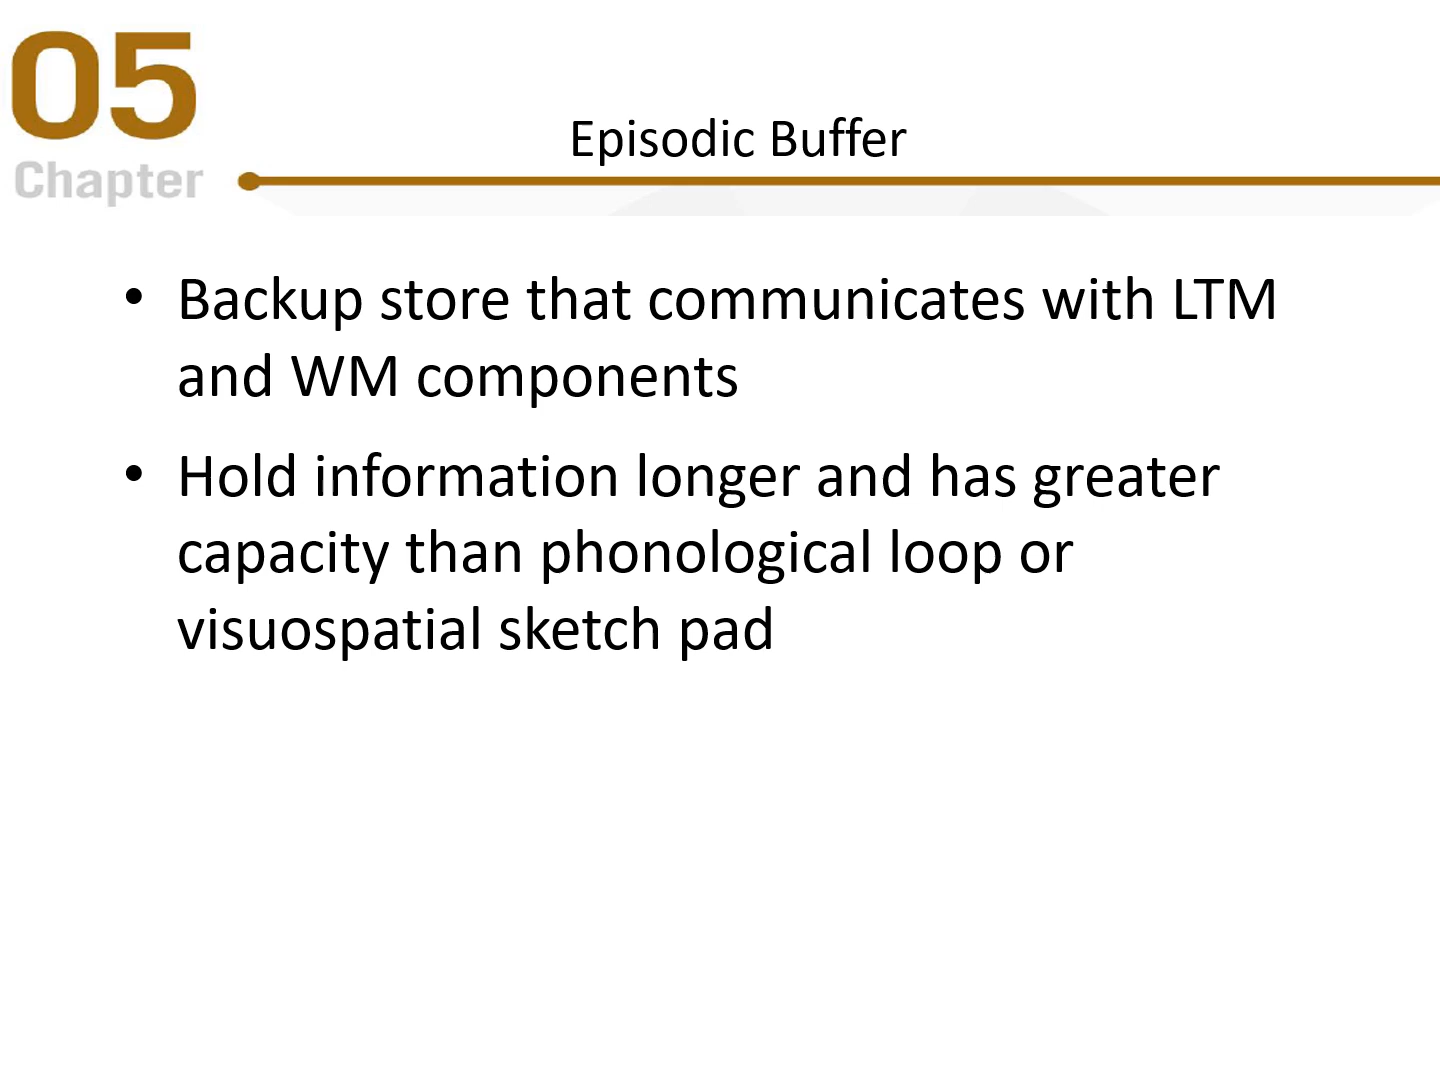 05
Chapter
Episodic Buffer
• Backup store that communicates with LTM
and WM components
• Hold information longer and has greater
capacity than phonological loop or
visuospatial sketch pad